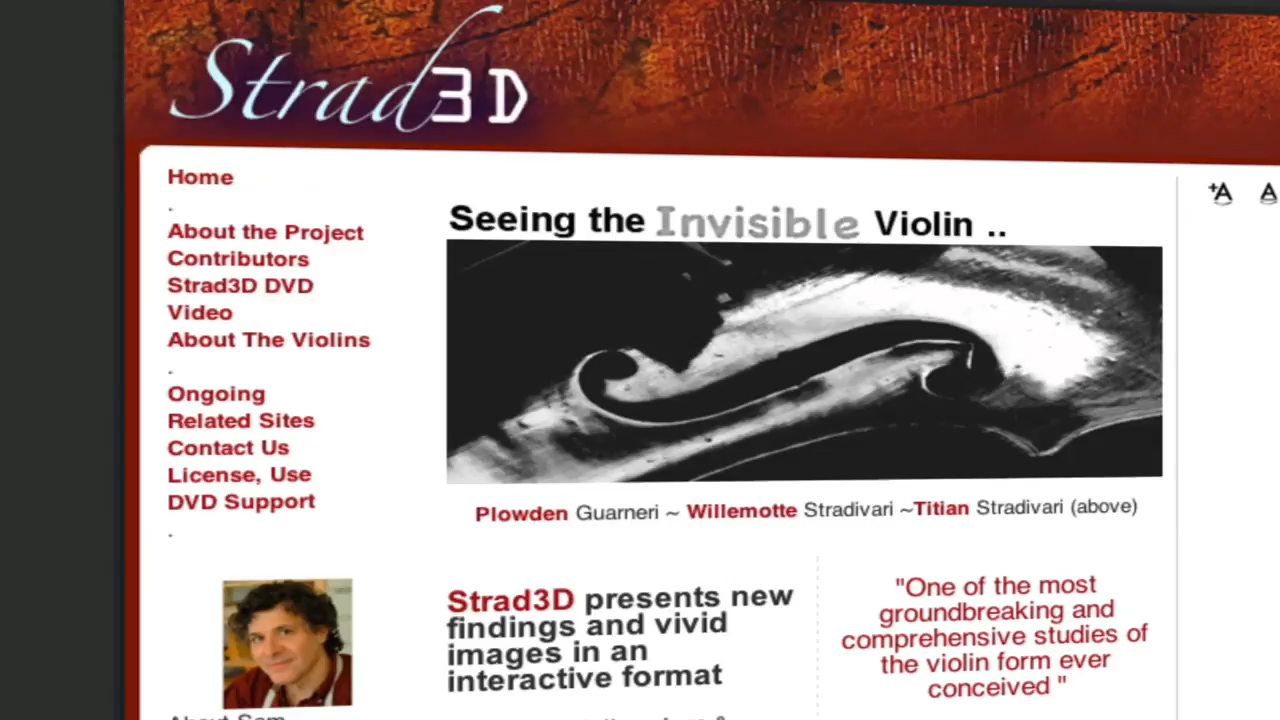 Strad3D
Home
.
About the Project
Contributors
Strad3D DVD
Video
About The Violins
.
Ongoing
Related Sites
Contact Us
License, Use
DVD Support
.
About Sam
Seeing the Invisible Violin ..
Plowden Guarneri ~ Willemotte Stradivari ~Titian Stradivari (above)
Strad3D presents new
findings and vivid
images in an
interactive format
"One of the most
groundbreaking and
comprehensive studies of
the violin form ever
conceived "
+A
A